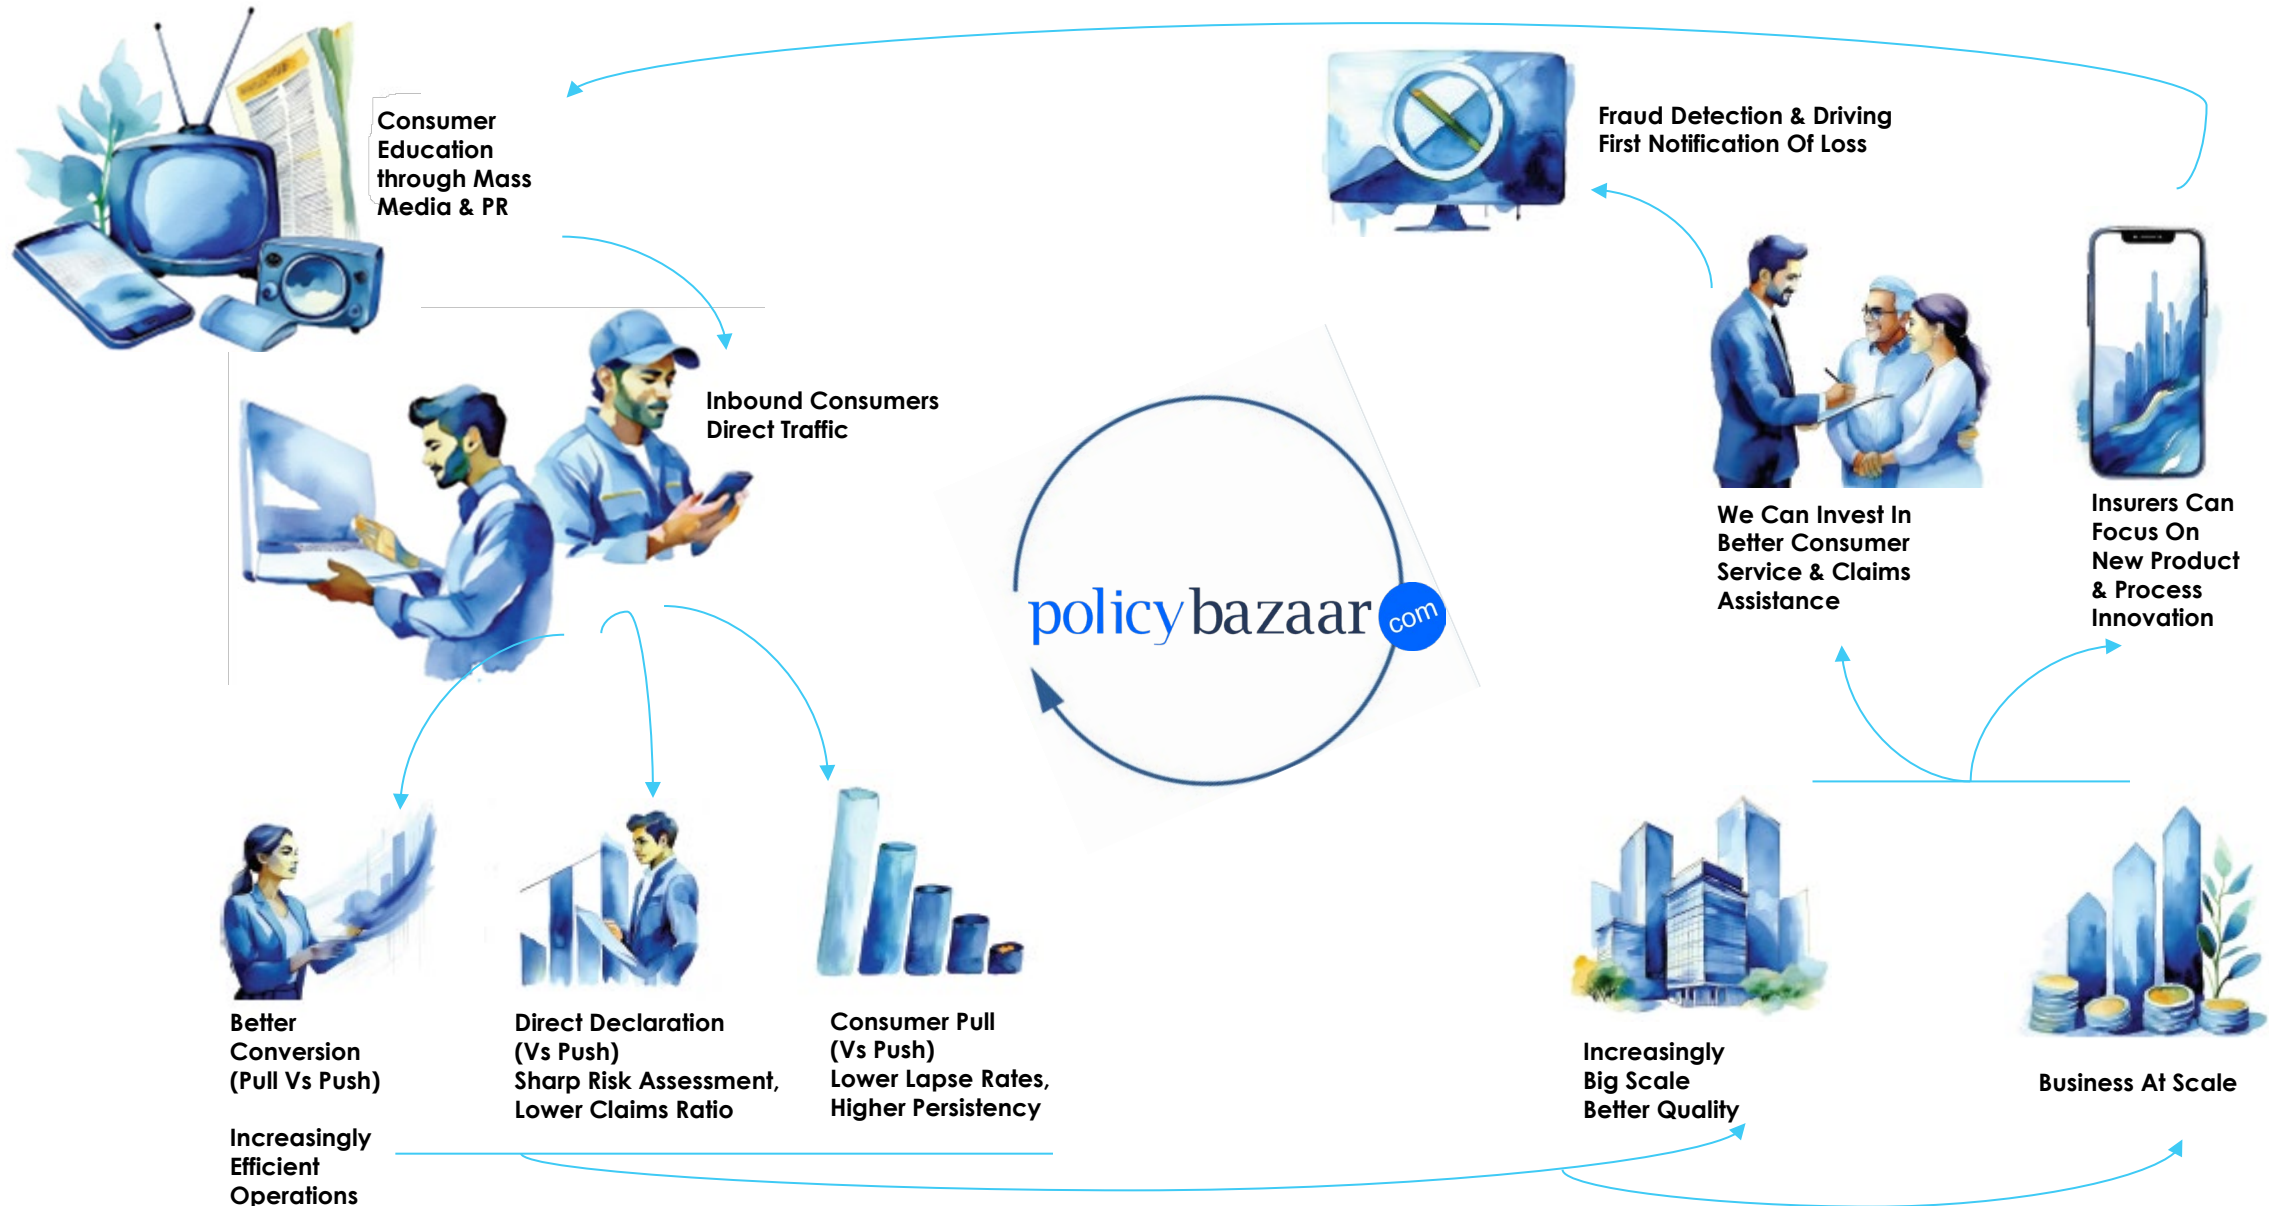 Consumer
Education
through Mass
Media & PR
Fraud Detection & Driving
First Notification Of Loss
Inbound Consumers
Direct Traffic
policybazaar com
We Can Invest In
Better Consumer
Service & Claims
Assistance
Insurers Can
Focus On
New Product
& Process
Innovation
Better
Conversion
(Pull Vs Push)
Increasingly
Efficient
Operations
Direct Declaration
(Vs Push)
Sharp Risk Assessment,
Lower Claims Ratio
Consumer Pull
(Vs Push)
Lower Lapse Rates,
Higher Persistency
Increasingly
Big Scale
Better Quality
Business At Scale